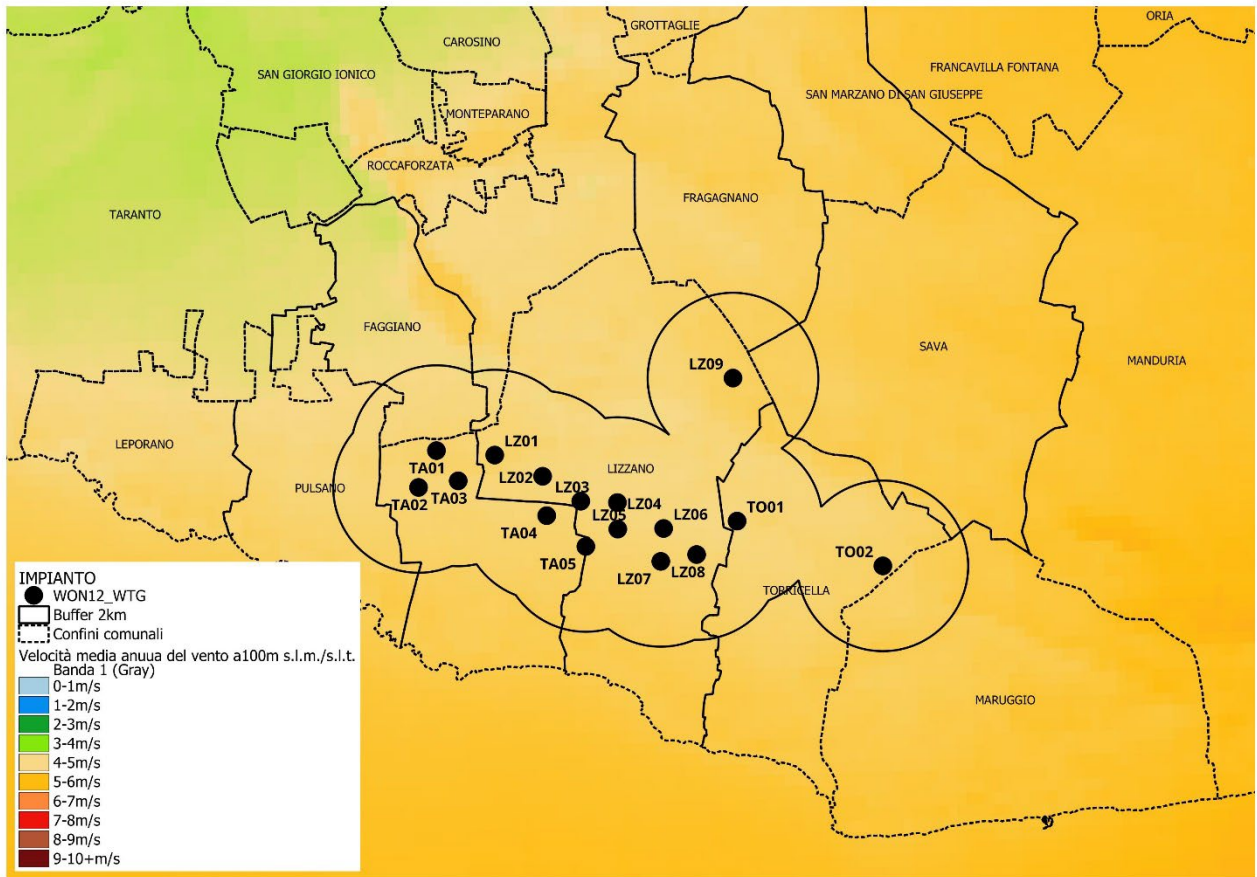 GROTTAGLIE
ORIA
CAROSINO
FRANCAVILLA FONTANA
SAN GIORGIO IONICO
SAN MARZANO DI SAN GIUSEPPE
MONTEPARANO
ROCCAFORZATA
FRAGAGNANO
TARANTO
FAGGIANO
SAVA
MANDURIA
LZ09
LEPORANO
LZ01
PULSANO
TA01
LZ02
LIZZANO
TA02
TA03
LZ03
LZ04
LZ05
LZ06
TO01
TA04
TA05
LZ07
LZ08
TO02
TORRICELLA
MARUGGIO
IMPIANTO
WON12_WTG
Buffer 2km
Confini comunali
Velocità media anuua del vento a100m s.l.m./s.l.t.
Banda 1 (Gray)
0-1m/s
1-2m/s
2-3m/s
3-4m/s
4-5m/s
5-6m/s
6-7m/s
7-8m/s
8-9m/s
9-10+m/s